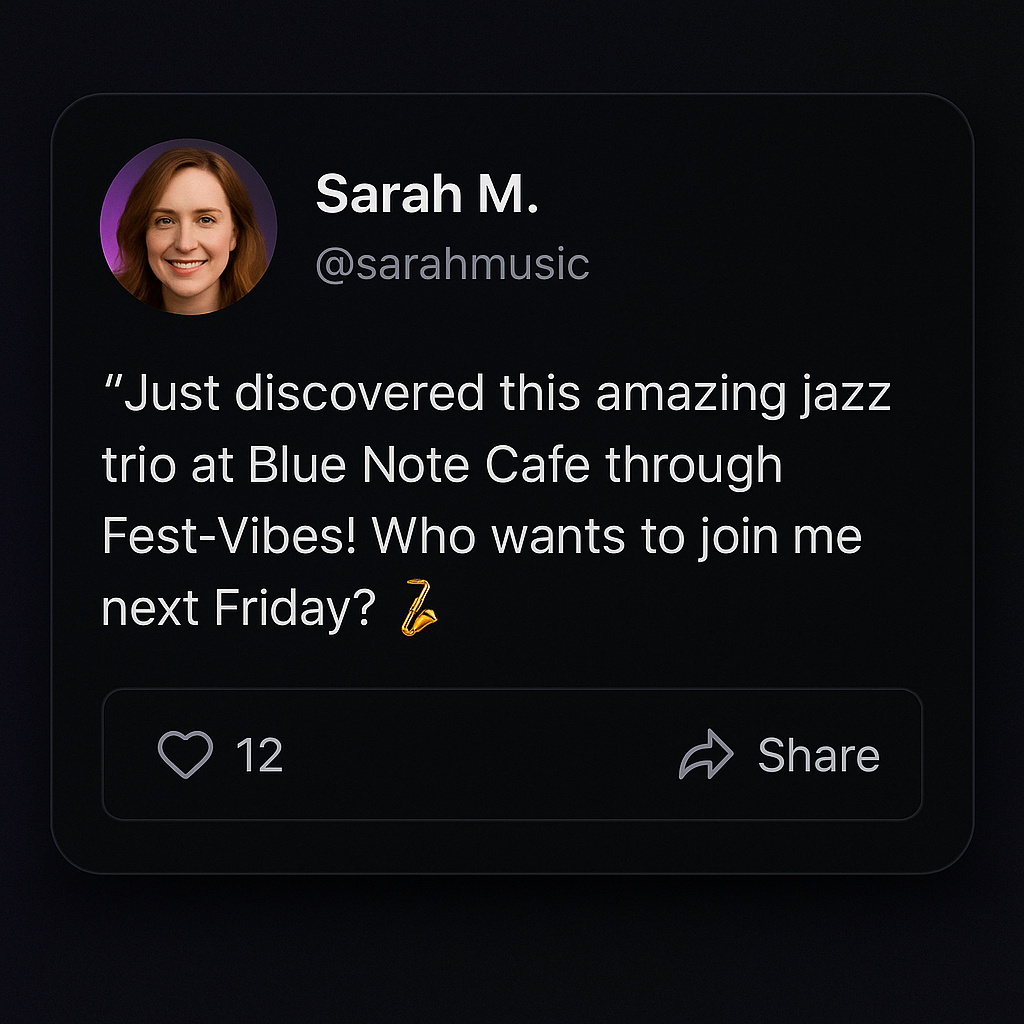 Sarah M.
@sarahmusic
“Just discovered this amazing jazz
trio at Blue Note Cafe through
Fest-Vibes! Who wants to join me
next Friday? 🎷
12
Share